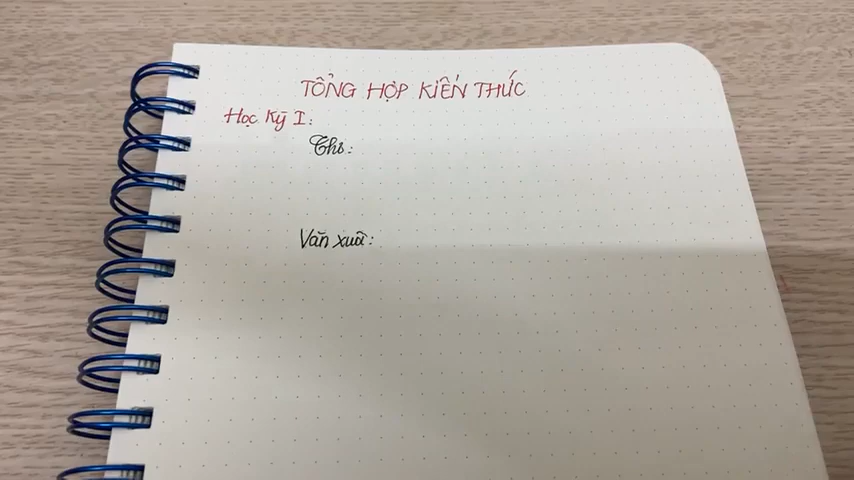 TỔNG HỢP KIẾN THỨC
Học Kỳ I:
Thơ:
Văn xuôi: